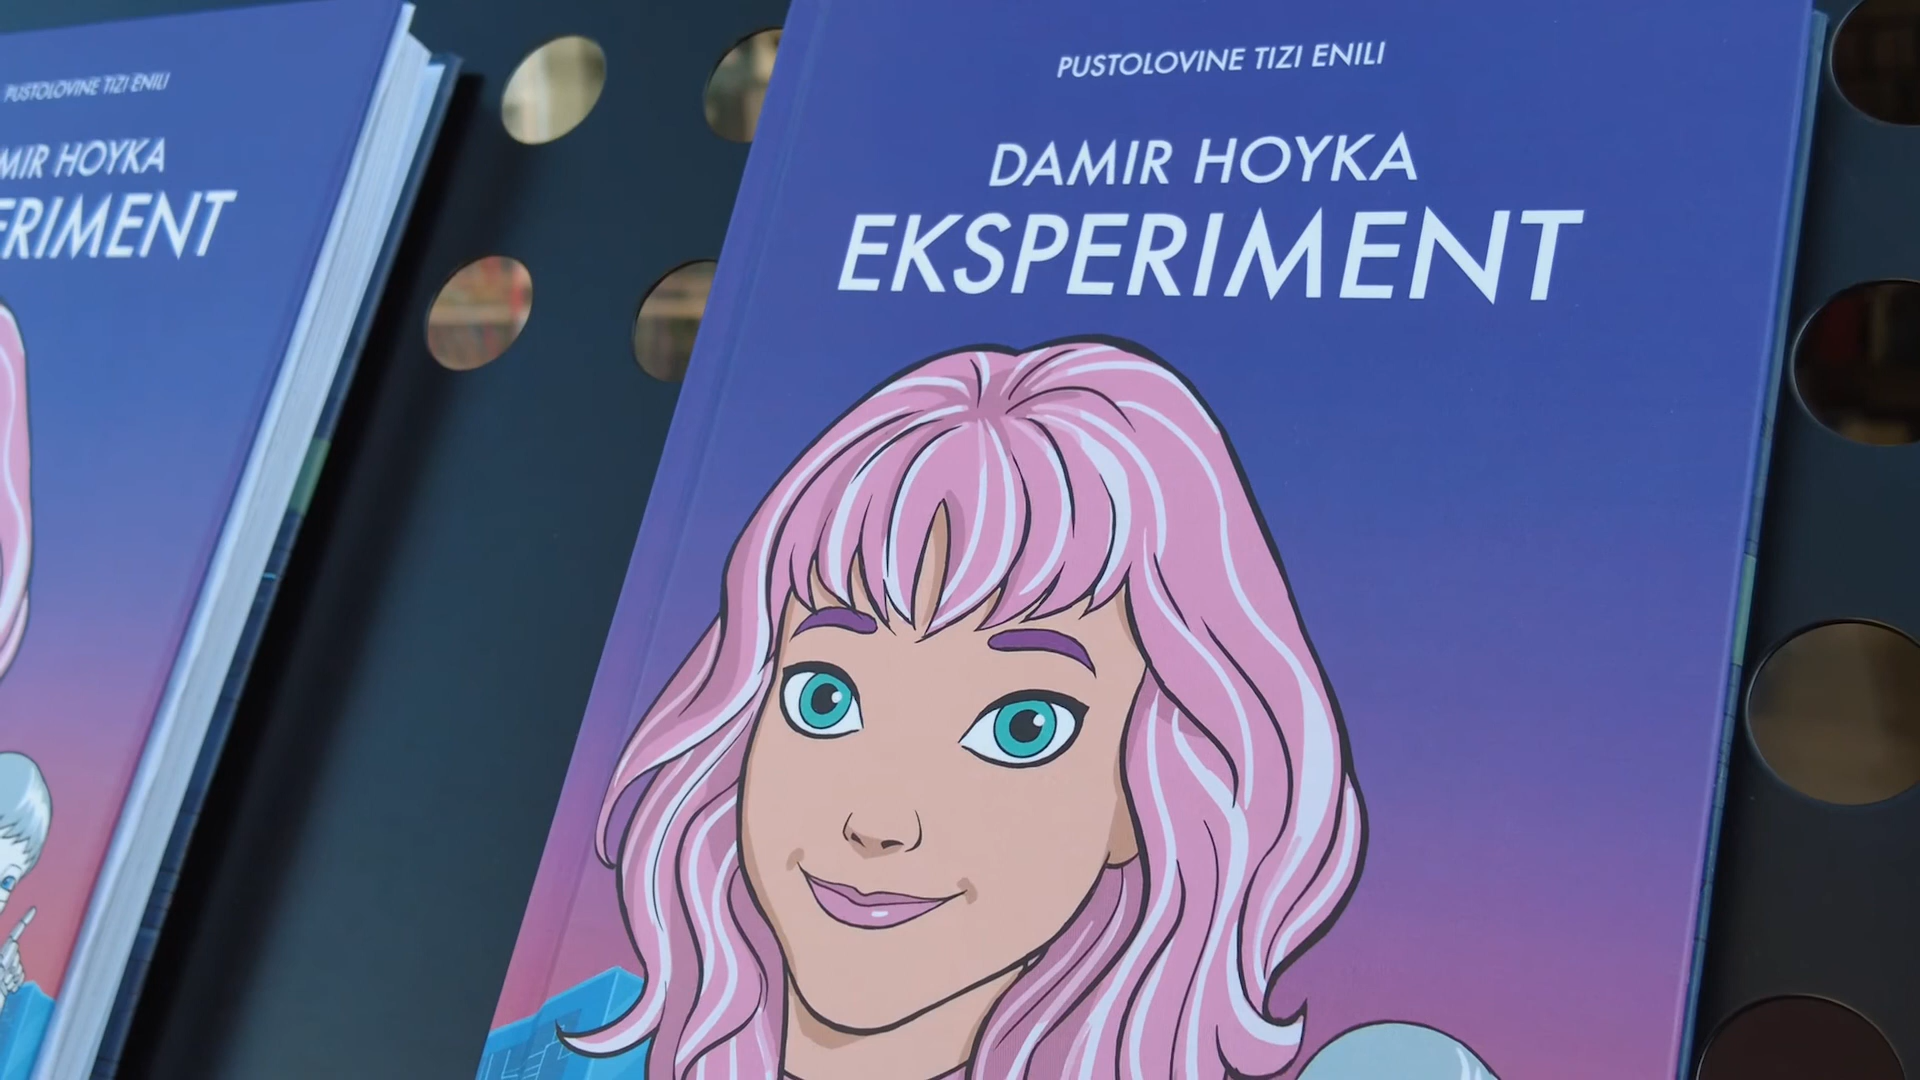 PUSTOLOVINE TIZI ENILI
MIR HOYKA
ERIMENT
PUSTOLOVINE TIZI ENILI
DAMIR HOYKA
EKSPERIMENT